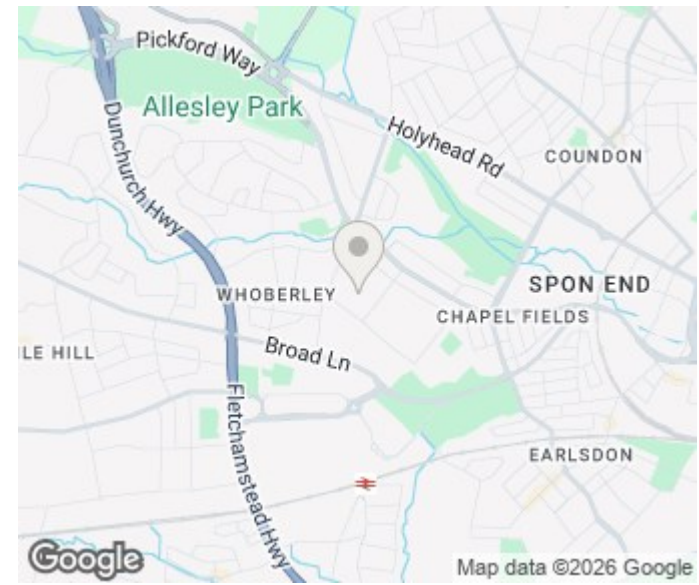 Pickford Way
Allesley Park
Holyhead Rd
COUNDON
Dunchurch Hwy
SPON END
WHOBERLEY
CHAPEL FIELDS
ILE HILL
Broad Ln
Fletchamstead Hwy
EARLSDON
Google
Map data ©2026 Google